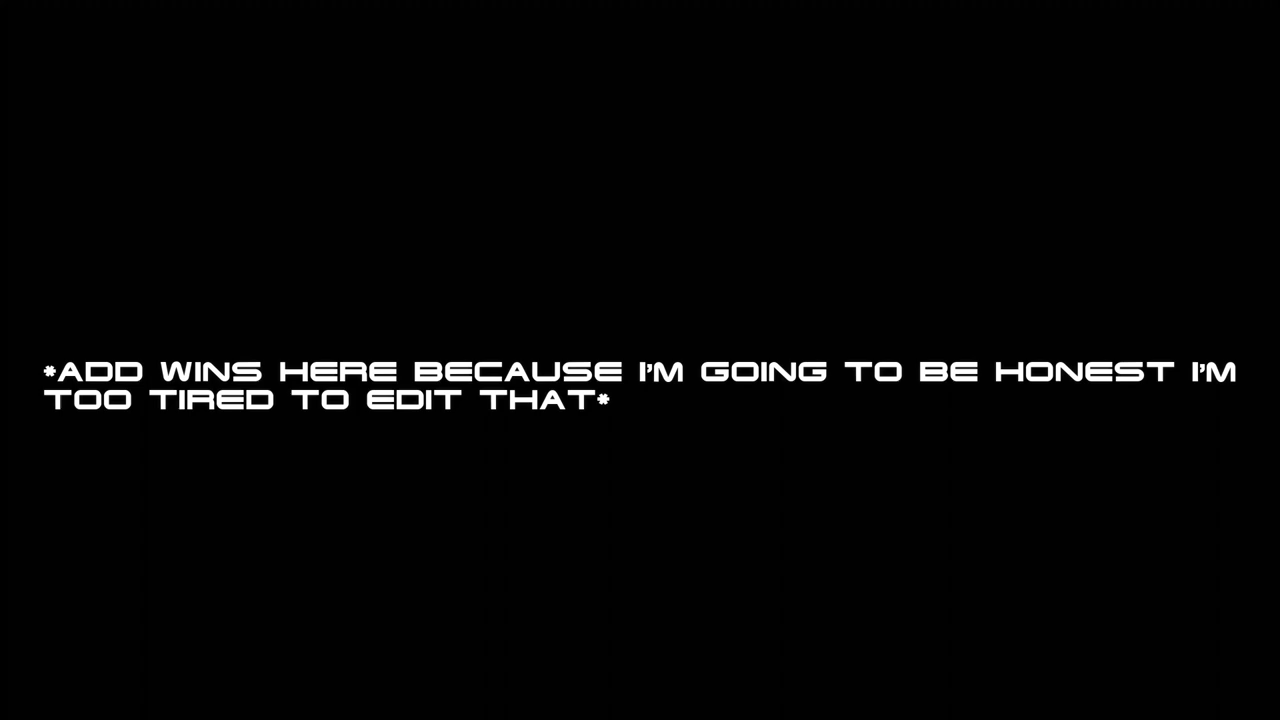 *ADD WINS HERE BECAUSE I'M GOING TO BE HONEST I'M
TOO TIRED TO EDIT THAT*